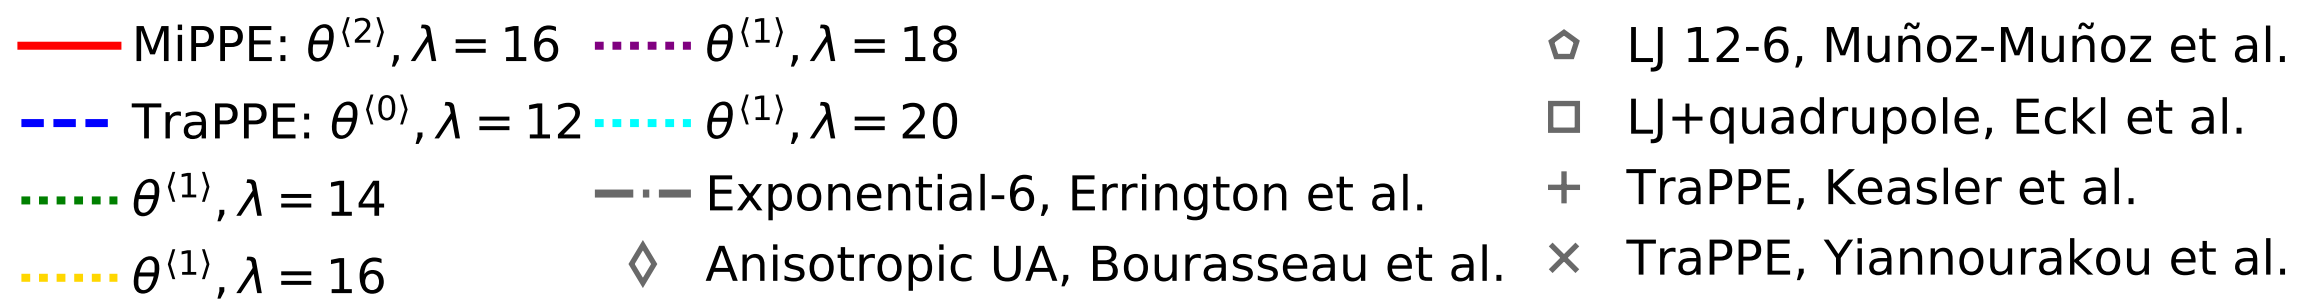 MiPPE: θ⟨2⟩, λ = 16
TraPPE: θ⟨0⟩, λ = 12
θ⟨1⟩, λ = 14
θ⟨1⟩, λ = 16
θ⟨1⟩, λ = 18
θ⟨1⟩, λ = 20
Exponential-6, Errington et al.
Anisotropic UA, Bourasseau et al.
LJ 12-6, Muñoz-Muñoz et al.
LJ+quadrupole, Eckl et al.
TraPPE, Keasler et al.
TraPPE, Yiannourakou et al.